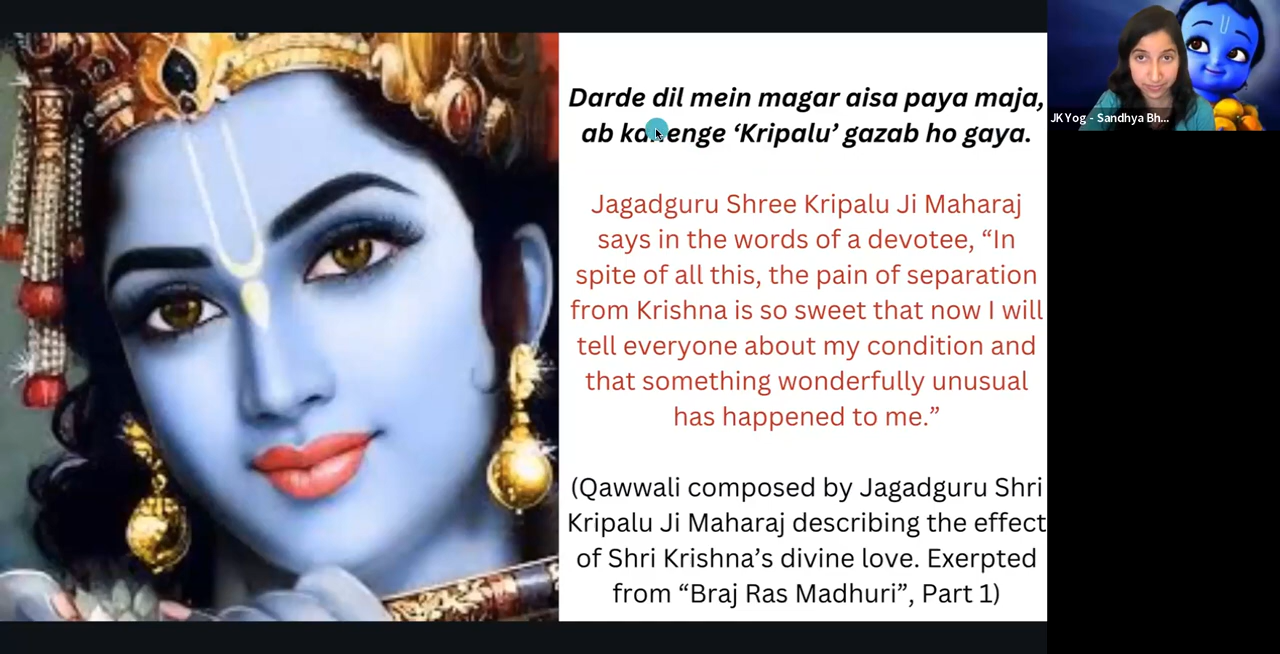 Darde dil mein magar aisa paya maja,
ab enge ‘Kripalu’ gazab ho gaya.
Jagadguru Shree Kripalu Ji Maharaj
says in the words of a devotee, “In
spite of all this, the pain of separation
from Krishna is so sweet that now I will
tell everyone about my condition and
that something wonderfully unusual
has happened to me.”
(Qawwali composed by Jagadguru Shri
Kripalu Ji Maharaj describing the effect
of Shri Krishna’s divine love. Exerpted
from “Braj Ras Madhuri”, Part 1)
JKYog - Sandhya Bh...